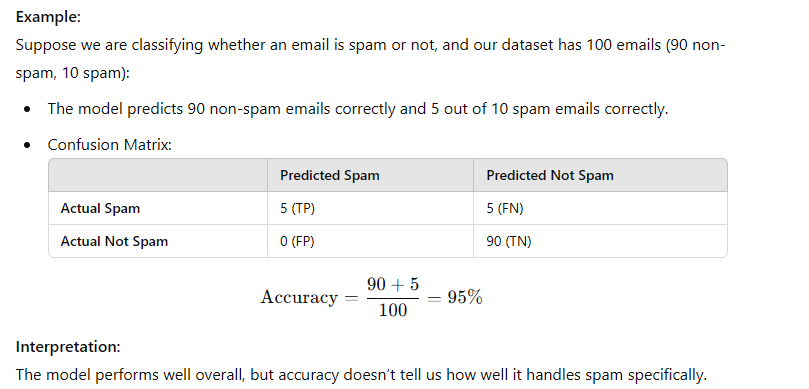 Example:
Suppose we are classifying whether an email is spam or not, and our dataset has 100 emails (90 non-
spam, 10 spam):
• The model predicts 90 non-spam emails correctly and 5 out of 10 spam emails correctly.
• Confusion Matrix:
Predicted Spam Predicted Not Spam
Actual Spam 5 (TP) 5 (FN)
Actual Not Spam 0 (FP) 90 (TN)
Accuracy = (90 + 5) / 100 = 95%
Interpretation:
The model performs well overall, but accuracy doesn't tell us how well it handles spam specifically.